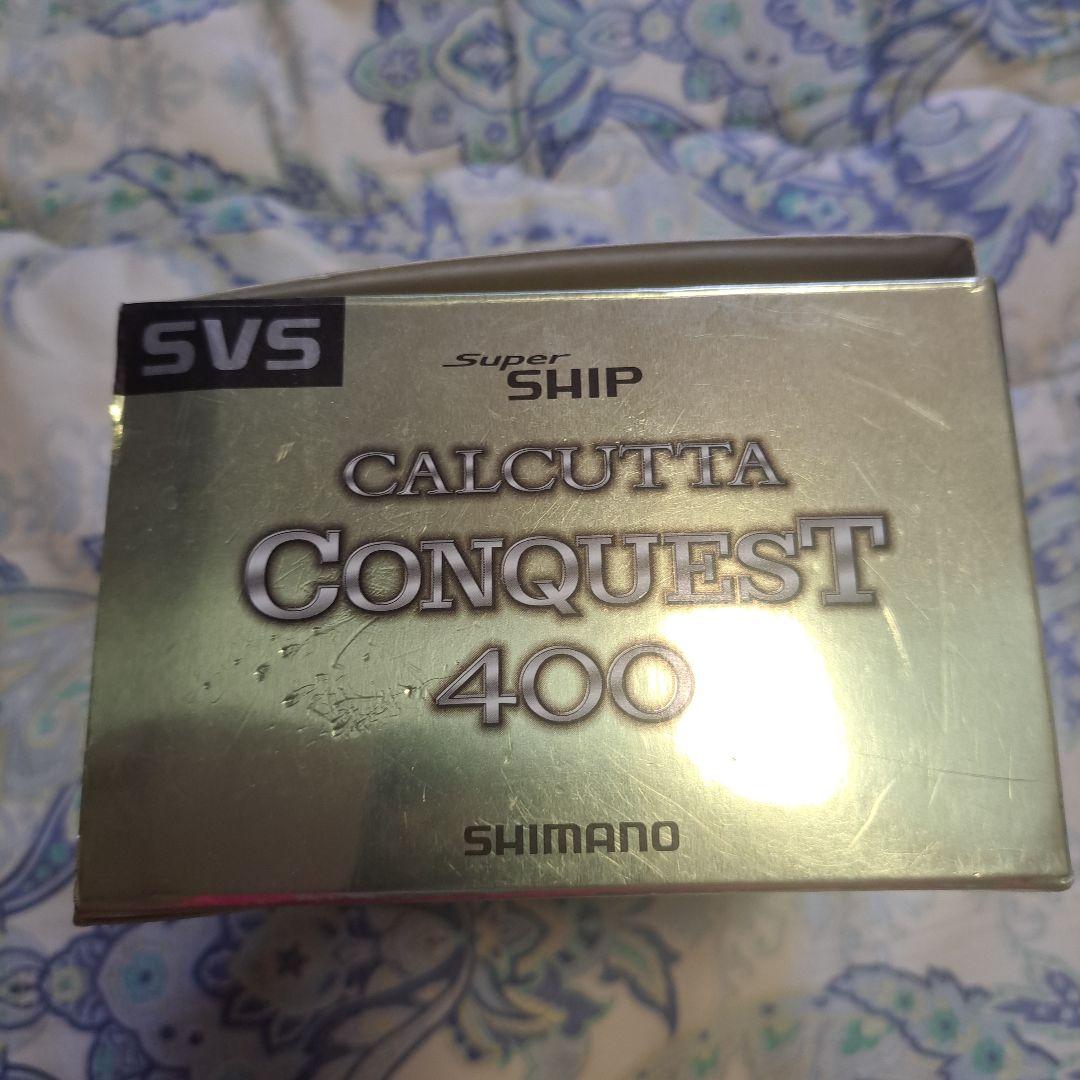 SVS
Super
SHIP
CALCUTTA
CONQUEST
400
SHIMANO